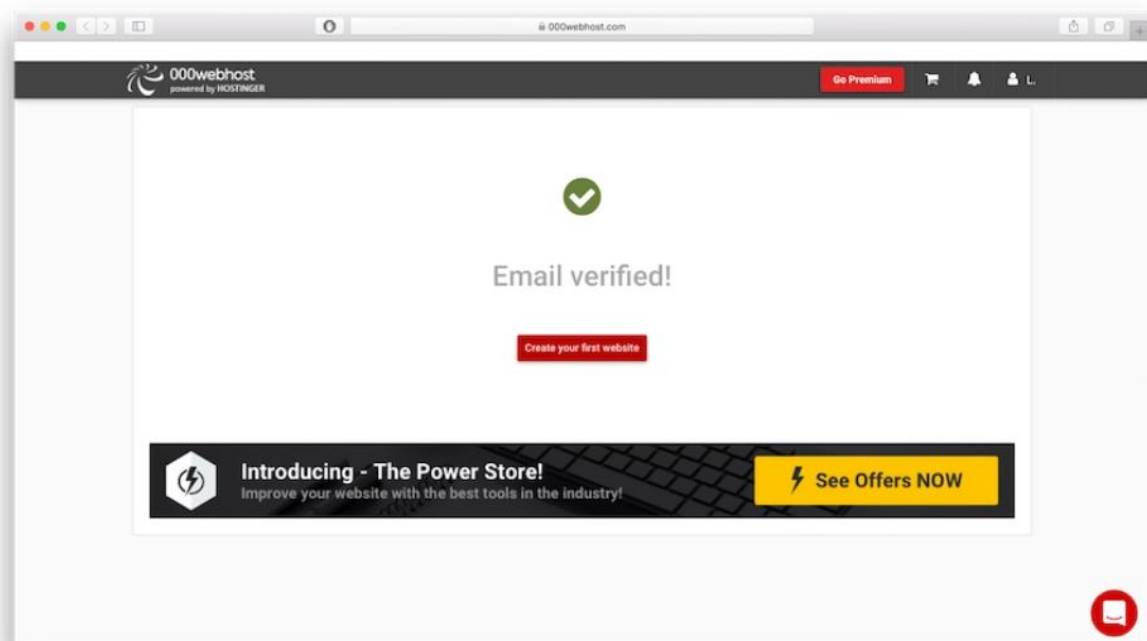 000webhost.com
000webhost
powered by HOSTINGER
Go Premium
L.
Email verified!
Create your first website
Introducing - The Power Store!
Improve your website with the best tools in the industry!
See Offers NOW